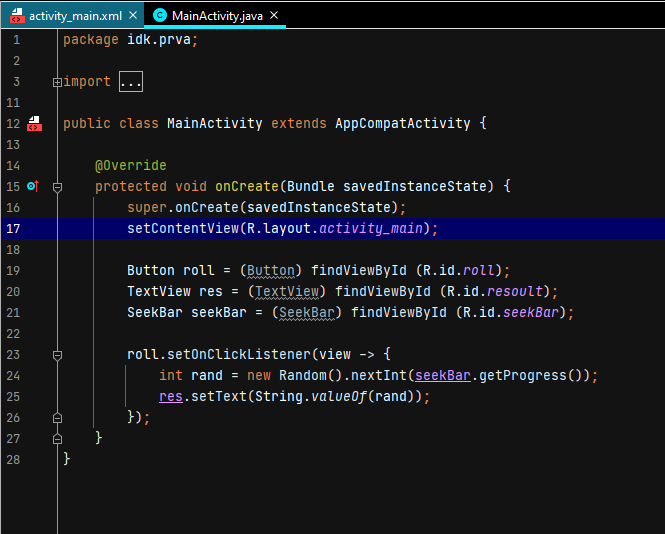 activity_main.xml × C MainActivity.java ×
1 package idk.prva;
2
3 import ...
11
12 public class MainActivity extends AppCompatActivity {
13
14 @Override
15 protected void onCreate(Bundle savedInstanceState) {
16 super.onCreate(savedInstanceState);
17 setContentView(R.layout.activity_main);
18
19 Button roll = (Button) findViewById (R.id.roll);
20 TextView res = (TextView) findViewById (R.id.resoult);
21 SeekBar seekBar = (SeekBar) findViewById (R.id.seekBar);
22
23 roll.setOnClickListener(view -> {
24 int rand = new Random().nextInt(seekBar.getProgress());
25 res.setText(String.valueOf(rand));
26 });
27 }
28 }